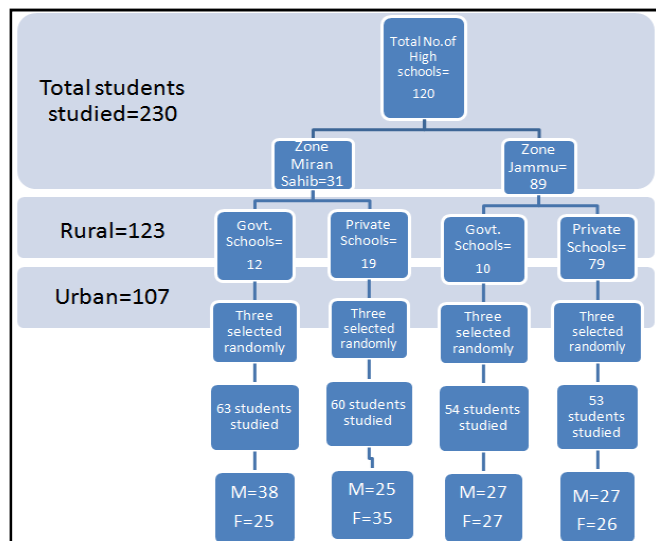 Total No.of
High
schools=
120
Total students
studied=230
Zone
Miran
Sahib=31
Zone
Jammu=
89
Rural=123
Govt.
Schools=
12
Private
Schools=
19
Govt.
Schools=
10
Private
Schools=
79
Urban=107
Three
selected
randomly
Three
selected
randomly
Three
selected
randomly
Three
selected
randomly
63 students
studied
60 students
studied
54 students
studied
53
students
studied
M=38
F=25
M=25
F=35
M=27
F=27
M=27
F=26